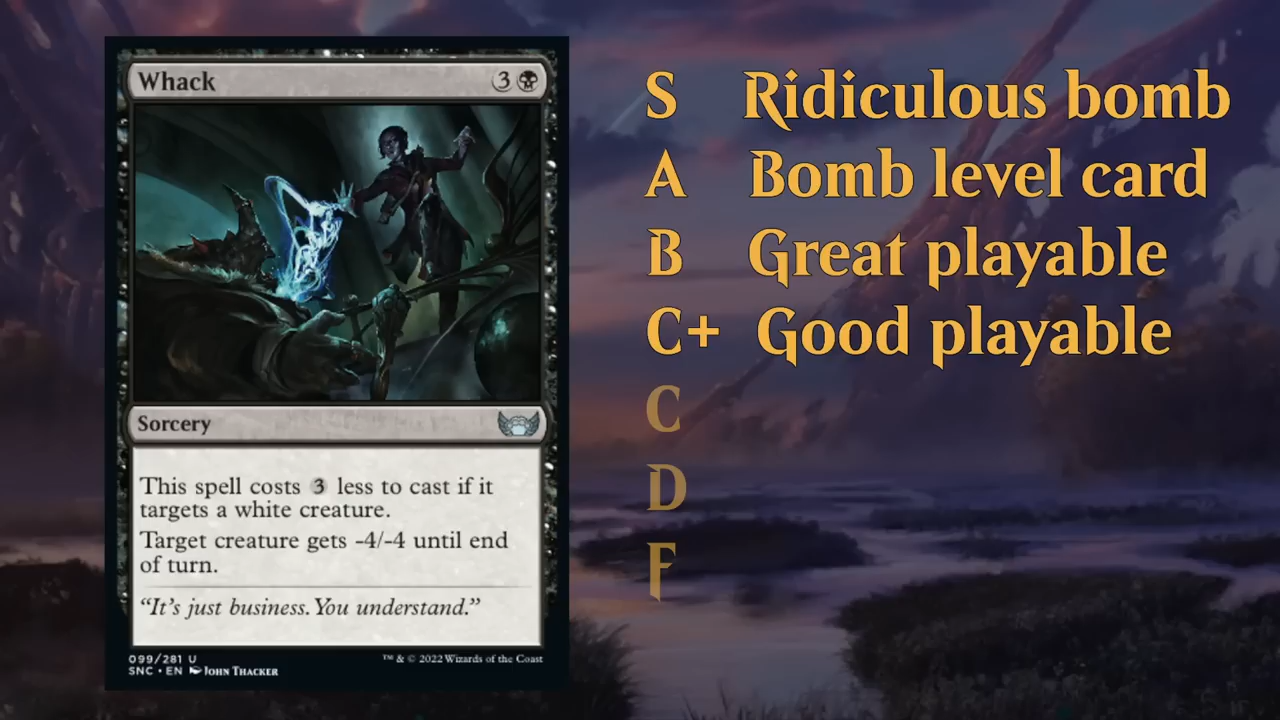 Whack 3
Sorcery
This spell costs 3 less to cast if it
targets a white creature.
Target creature gets -4/-4 until end
of turn.
“It’s just business. You understand.”
099/281 U
SNC • EN John Thacker
™ & © 2022 Wizards of the Coast
S Ridiculous bomb
A Bomb level card
B Great playable
C+ Good playable
C
D
F